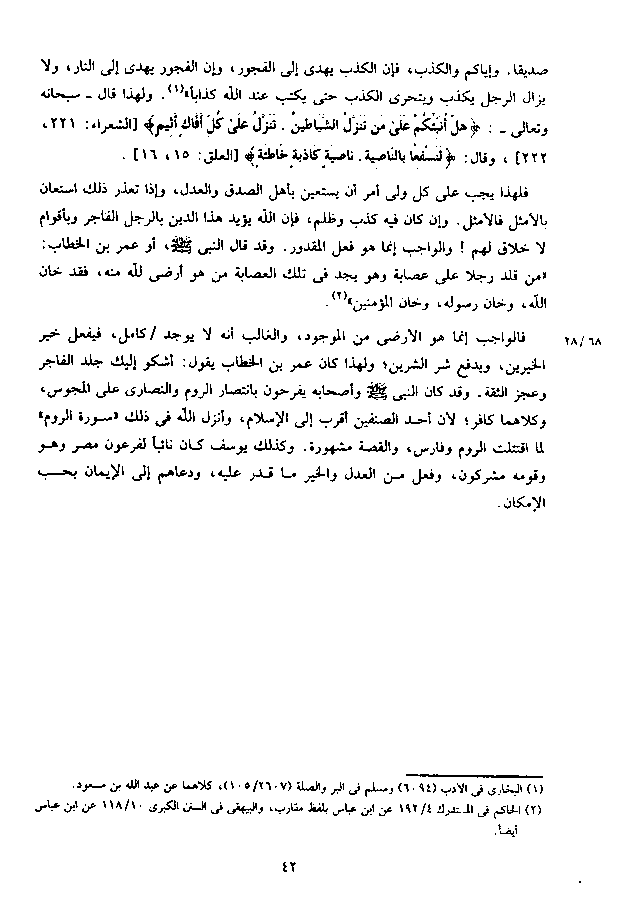 صديقا. وإياكم والكذب، فإن الكذب يهدى إلى الفجور، وإن الفجور يهدى إلى النار، ولا
يزال الرجل يكذب ويتحرى الكذب حتى يكتب عند الله كذاباً»(١). ولهذا قال ـ سبحانه
وتعالى ـ : ﴿هَلْ أُنَبِّئُكُمْ عَلَىٰ مَن تَنَزَّلُ الشَّيَاطِينُ . تَنَزَّلُ عَلَىٰ كُلِّ أَفَّاكٍ أَثِيمٍ﴾ [الشعراء: ٢٢١،
٢٢٢] ، وقال: ﴿لَنَسْفَعًا بِالنَّاصِيَةِ . نَاصِيَةٍ كَاذِبَةٍ خَاطِئَةٍ﴾ [العلق: ١٥، ١٦] .
فلهذا يجب على كل ولى أمر أن يستعين بأهل الصدق والعدل، وإذا تعذر ذلك استعان
بالأمثل فالأمثل. وإن كان فيه كذب وظلم، فإن الله يؤيد هذا الدين بالرجل الفاجر وبأقوام
لا خلاق لهم ! والواجب إنما هو فعل المقدور. وقد قال النبى ﷺ، أو عمر بن الخطاب:
«من قلد رجلا على عصابة وهو يجد فى تلك العصابة من هو أرضى لله منه، فقد خان
الله، وخان رسوله، وخان المؤمنين»(٢).
٢٨/٦٨ فالواجب إنما هو الأرضى من الموجود، والغالب أنه لا يوجد /كامل، فيفعل خير
الخيرين، ويدفع شر الشرين؛ ولهذا كان عمر بن الخطاب يقول: أشكو إليك جلد الفاجر
وعجز الثقة. وقد كان النبى ﷺ وأصحابه يفرحون بانتصار الروم والنصارى على المجوس،
وكلاهما كافر؛ لأن أحد الصنفين أقرب إلى الإسلام، وأنزل الله فى ذلك «سورة الروم»
لما اقتتلت الروم وفارس، والقصة مشهورة. وكذلك يوسف كان نائباً لفرعون مصر وهو
وقومه مشركون، وفعل من العدل والخير ما قدر عليه، ودعاهم إلى الإيمان بحسب
الإمكان.
(١) البخارى فى الأدب (٦٠٩٤) ومسلم فى البر والصلة (٢٦٠٧/ ١٠٥)، كلاهما عن عبد الله بن مسعود.
(٢) الحاكم فى المستدرك ٤/ ١٩٢ عن ابن عباس بلفظ مقارب، والبيهقى فى السنن الكبرى ١٠/ ١١٨ عن ابن عباس
أيضاً.
٤٢